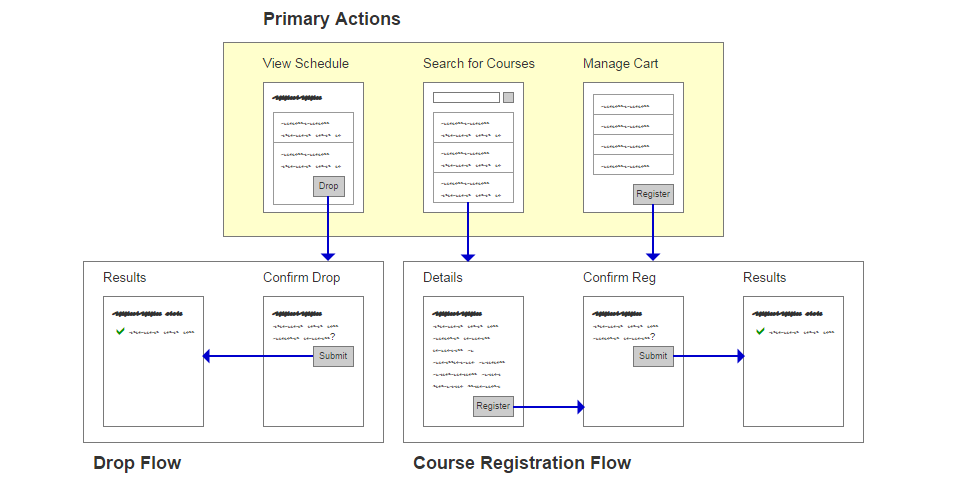 Primary Actions
View Schedule
Search for Courses
Manage Cart
Drop
Register
Results
Confirm Drop
Details
Confirm Reg
Results
?
?
Submit
Submit
Register
Drop Flow
Course Registration Flow